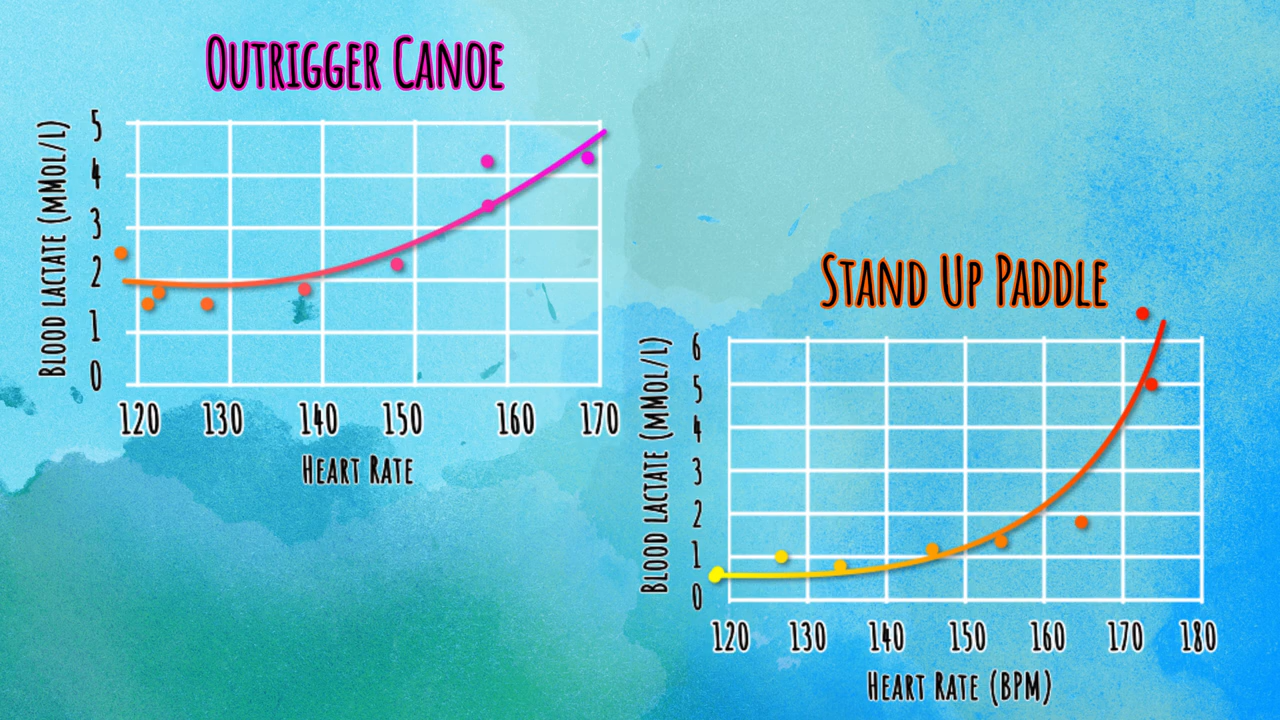 Outrigger Canoe
Blood lactate (mMol/L)
5
4
3
2
1
0
120 130 140 150 160 170
Heart Rate
Stand Up Paddle
Blood lactate (mMol/L)
6
5
4
3
2
1
0
120 130 140 150 160 170 180
Heart Rate (BPM)